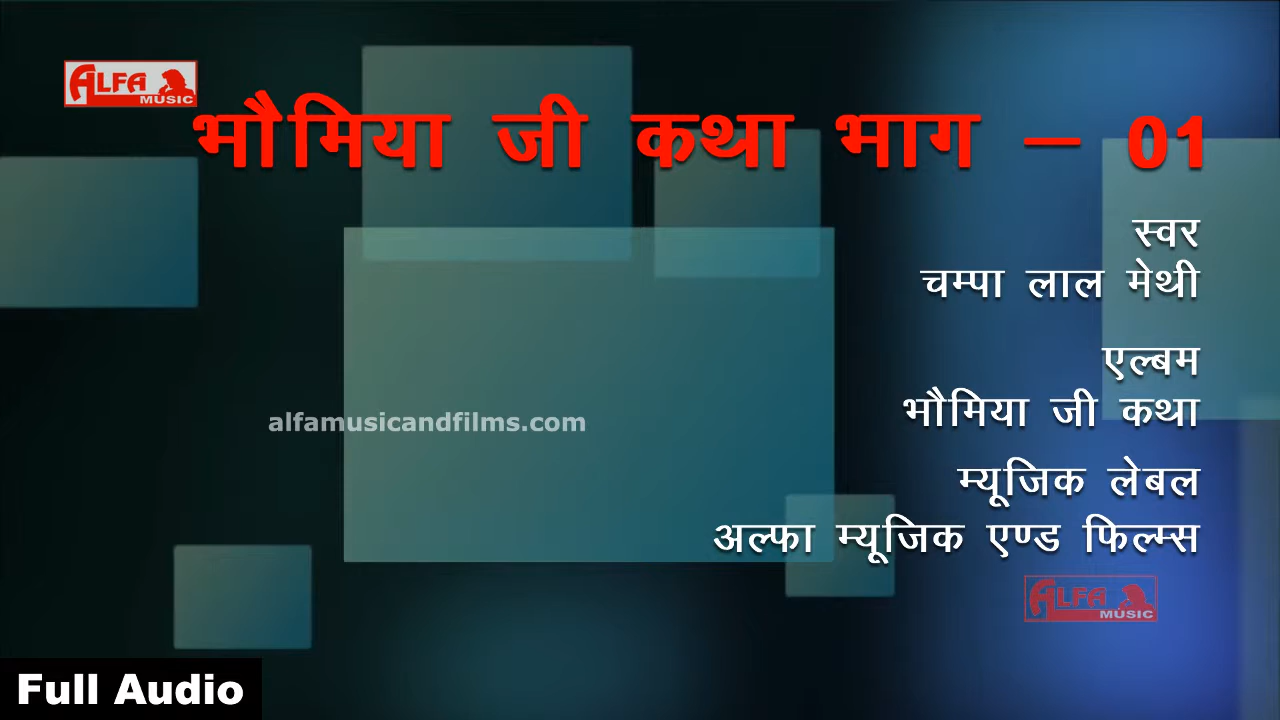 ALFA
MUSIC
भौमिया जी कथा भाग – 01
स्वर
चम्पा लाल मेथी
एल्बम
भौमिया जी कथा
alfamusicandfilms.com
म्यूजिक लेबल
अल्फा म्यूजिक एण्ड फिल्म्स
ALFA
MUSIC
Full Audio